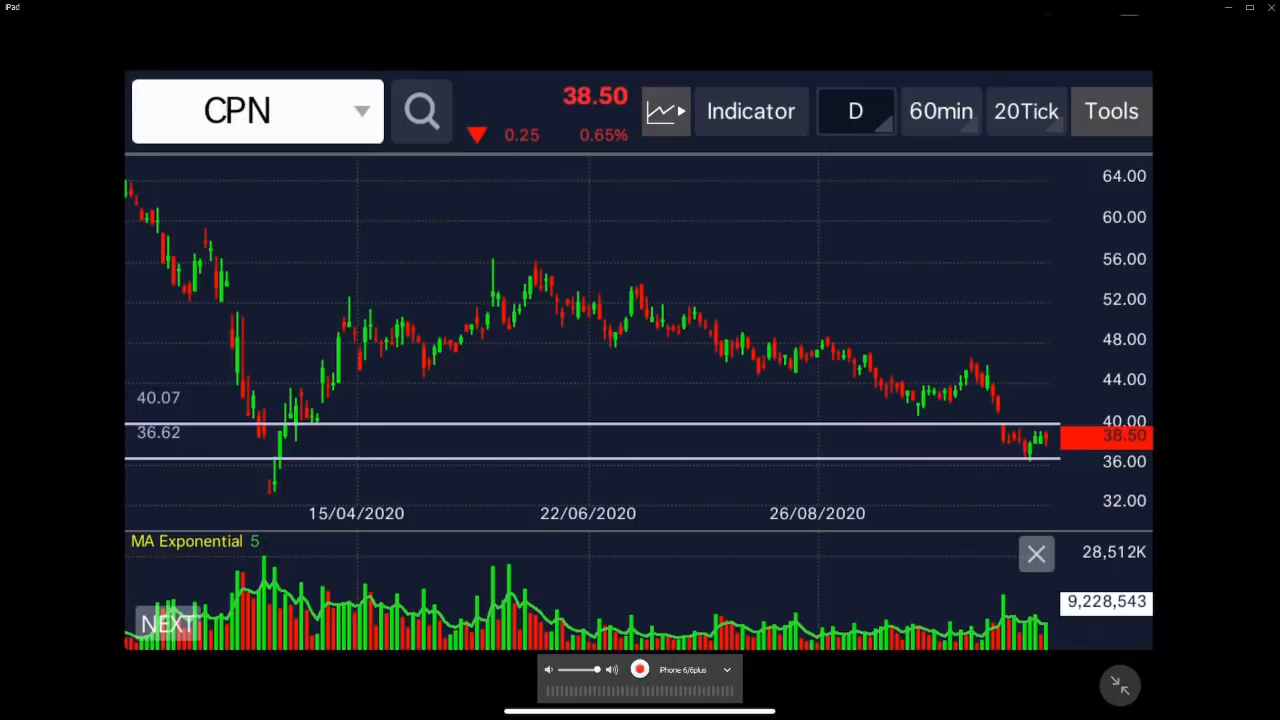 iPad
CPN
38.50
0.25 0.65%
Indicator
D
60min
20Tick
Tools
64.00
60.00
56.00
52.00
48.00
44.00
40.00
38.50
36.00
32.00
40.07
36.62
15/04/2020 22/06/2020 26/08/2020
MA Exponential 5
28,512K
9,228,543
NEXT
iPhone 6/6plus